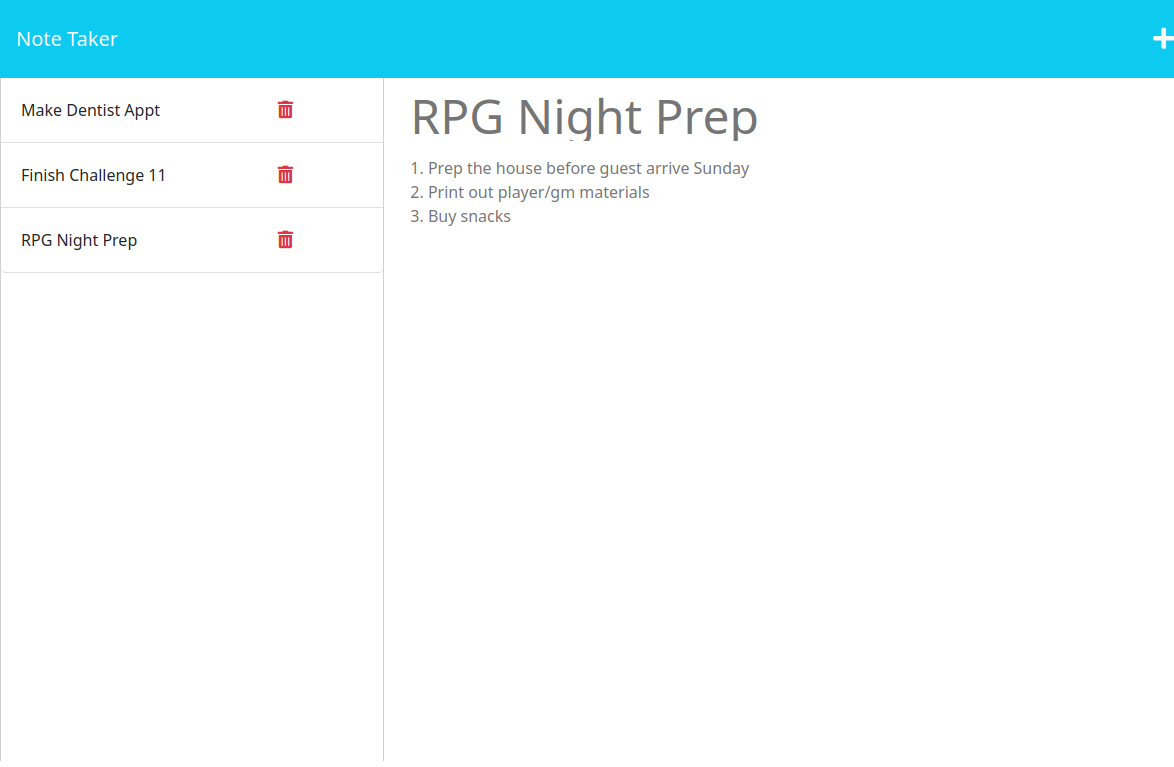 Note Taker
Make Dentist Appt
Finish Challenge 11
RPG Night Prep
RPG Night Prep
1. Prep the house before guest arrive Sunday
2. Print out player/gm materials
3. Buy snacks